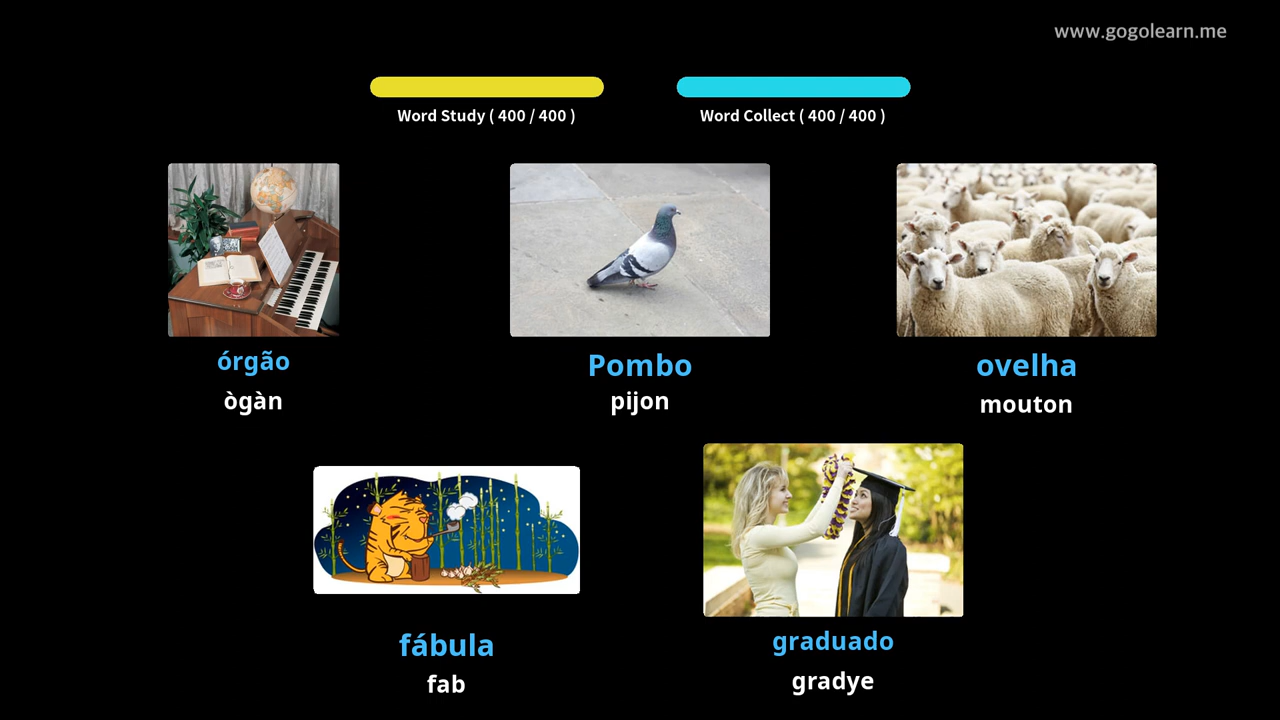 www.gogolearn.me
Word Study ( 400 / 400 )
Word Collect ( 400 / 400 )
órgão
ògàn
Pombo
pijon
ovelha
mouton
fábula
fab
graduado
gradye